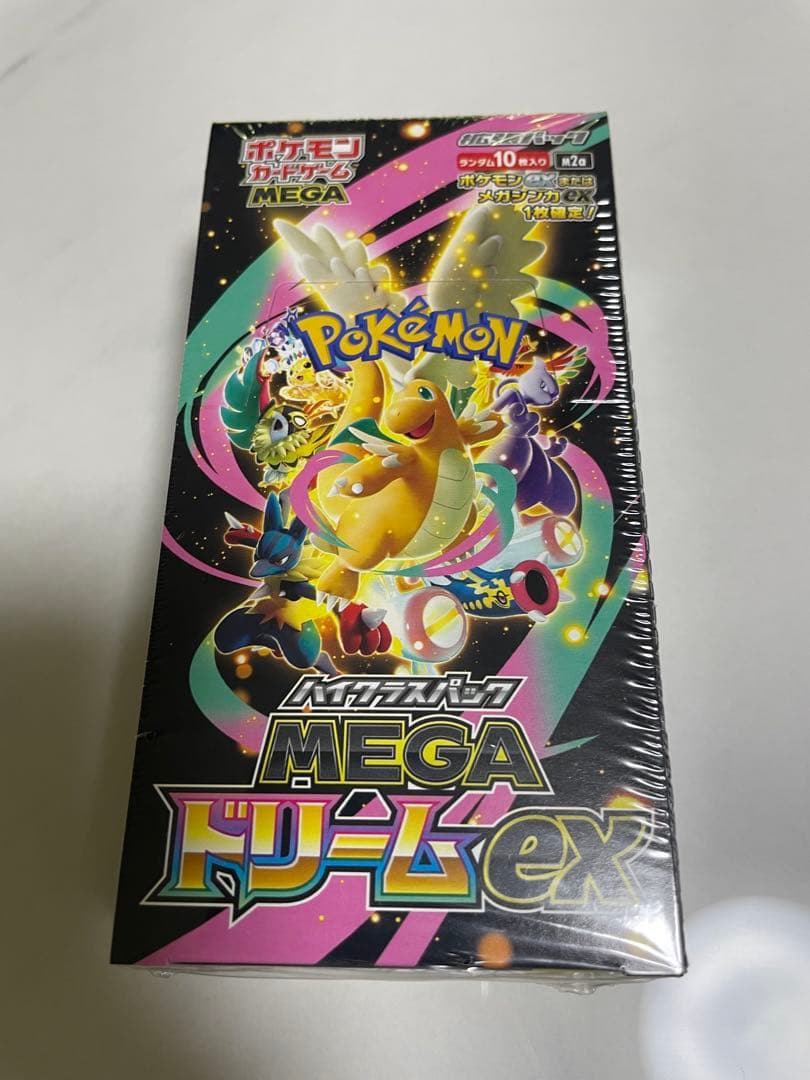 ポケモン
カードゲーム
MEGA
ハイクラスパック
ランダム10枚入り M2a
ポケモンexまたは
メガシンカex
1枚確定!
POKÉMON
TM
ハイクラスパック
MEGA
ドリームex